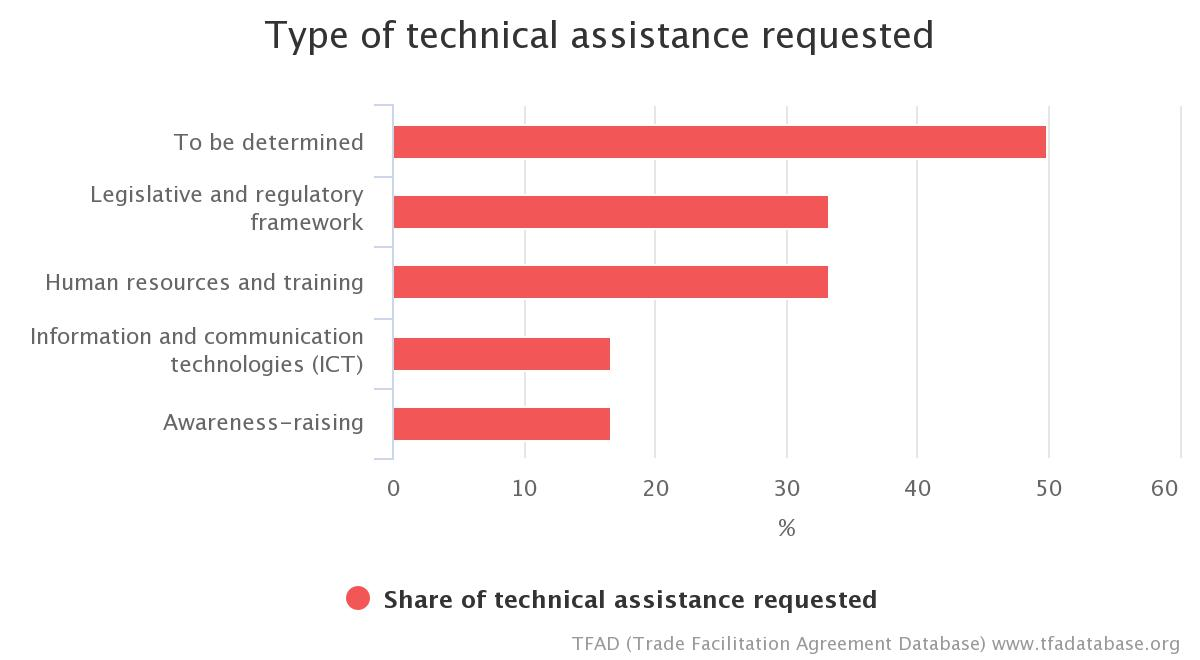 Type of technical assistance requested
To be determined
Legislative and regulatory
framework
Human resources and training
Information and communication
technologies (ICT)
Awareness-raising
0 10 20 30 40 50 60
%
Share of technical assistance requested
TFAD (Trade Facilitation Agreement Database) www.tfadatabase.org